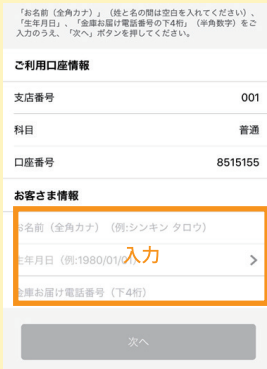 「お名前（全角カナ）」（姓と名の間は空白を入れてください）、
「生年月日」、「金庫お届け電話番号の下4桁」（半角数字）をご
入力のうえ、「次へ」ボタンを押してください。
ご利用口座情報
支店番号 001
科目 普通
口座番号 8515155
お客さま情報
お名前（全角カナ）（例:シンキン タロウ）
生年月日（例:1980/01/01）
入力
金庫お届け電話番号（下4桁）
次へ